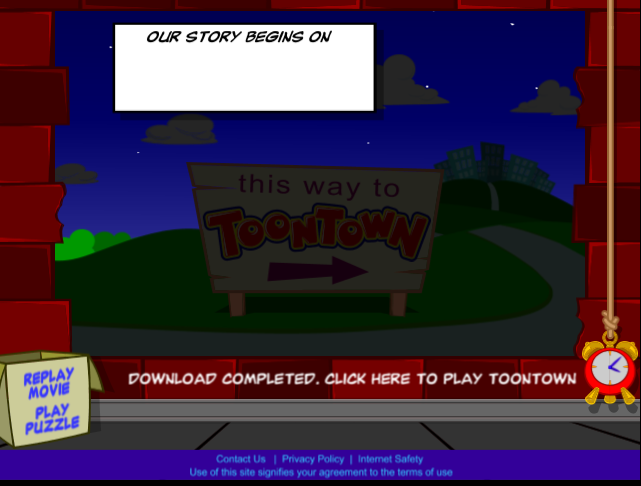 OUR STORY BEGINS ON
this way to
TOONTOWN
REPLAY
MOVIE
PLAY
PUZZLE
DOWNLOAD COMPLETED. CLICK HERE TO PLAY TOONTOWN
Contact Us | Privacy Policy | Internet Safety
Use of this site signifies your agreement to the terms of use